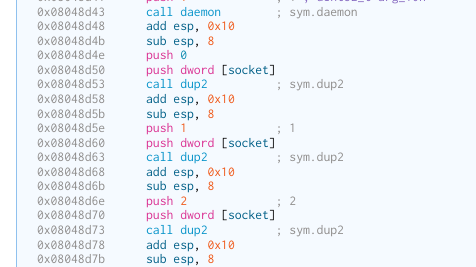 0x08048d43 call daemon ; sym.daemon
0x08048d48 add esp, 0x10
0x08048d4b sub esp, 8
0x08048d4e push 0
0x08048d50 push dword [socket]
0x08048d53 call dup2 ; sym.dup2
0x08048d58 add esp, 0x10
0x08048d5b sub esp, 8
0x08048d5e push 1 ; 1
0x08048d60 push dword [socket]
0x08048d63 call dup2 ; sym.dup2
0x08048d68 add esp, 0x10
0x08048d6b sub esp, 8
0x08048d6e push 2 ; 2
0x08048d70 push dword [socket]
0x08048d73 call dup2 ; sym.dup2
0x08048d78 add esp, 0x10
0x08048d7b sub esp, 8